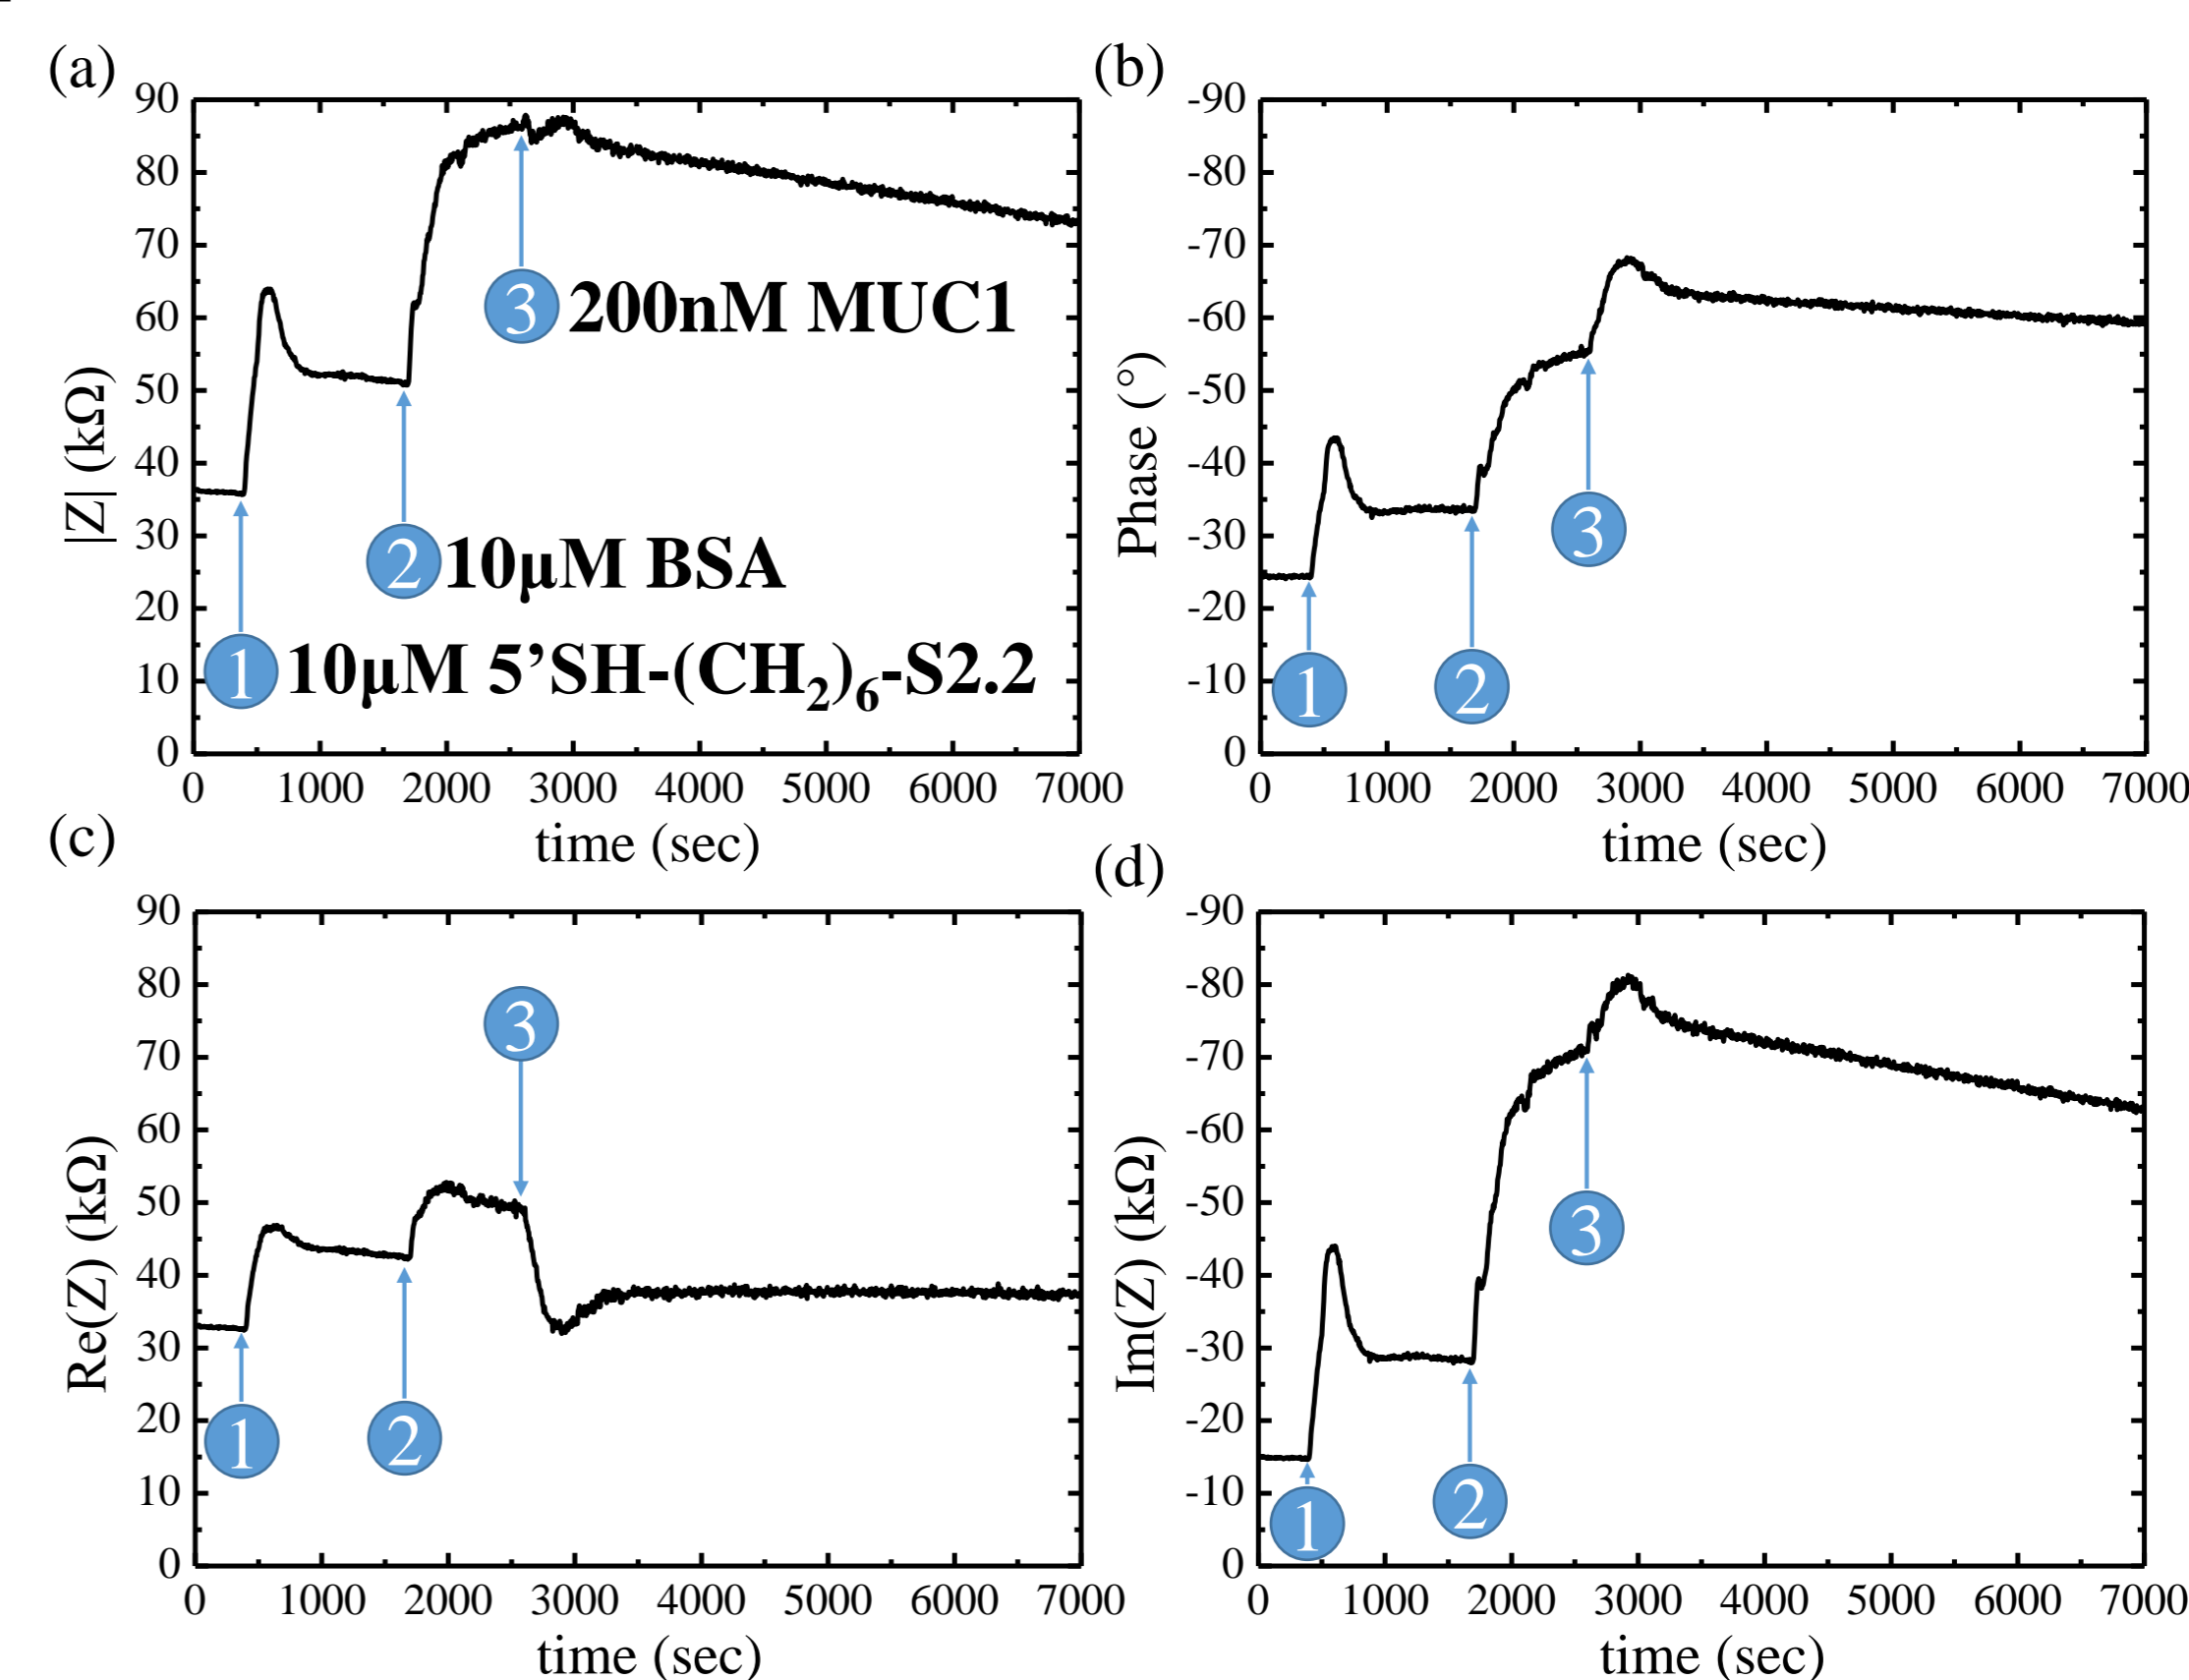 (a)
90
80
70
60
50
40
30
20
10
0
|Z| (kΩ)
3 200nM MUC1
2 10μM BSA
1 10μM 5’SH-(CH₂)₆-S2.2
0 1000 2000 3000 4000 5000 6000 7000
time (sec)
(b)
-90
-80
-70
-60
-50
-40
-30
-20
-10
0
Phase (°)
1
2
3
0 1000 2000 3000 4000 5000 6000 7000
time (sec)
(c)
90
80
70
60
50
40
30
20
10
0
Re(Z) (kΩ)
1
2
3
0 1000 2000 3000 4000 5000 6000 7000
time (sec)
(d)
-90
-80
-70
-60
-50
-40
-30
-20
-10
0
Im(Z) (kΩ)
1
2
3
0 1000 2000 3000 4000 5000 6000 7000
time (sec)